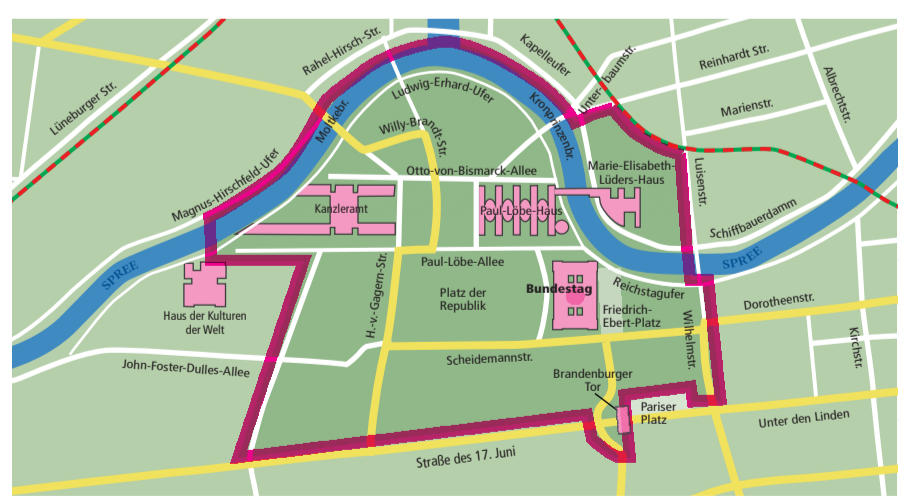 Rahel-Hirsch-Str.
Kapelleufer
Unterbaumstr.
Reinhardt Str.
Albrechtstr.
Lüneburger Str.
Ludwig-Erhard-Ufer
Moltkebr.
Kronprinzenbr.
Marienstr.
Willy-Brandt-Str.
Magnus-Hirschfeld-Ufer
Otto-von-Bismarck-Allee
Marie-Elisabeth-
Lüders-Haus
Luisenstr.
Kanzleramt
Paul-Löbe-Haus
Schiffbauerdamm
SPREE
SPREE
Paul-Löbe-Allee
H.-v.-Gagern-Str.
Platz der
Republik
Bundestag
Reichstagufer
Friedrich-
Ebert-Platz
Dorotheenstr.
Haus der Kulturen
der Welt
Wilhelmstr.
Kirchstr.
John-Foster-Dulles-Allee
Scheidemannstr.
Brandenburger
Tor
Pariser
Platz
Unter den Linden
Straße des 17. Juni